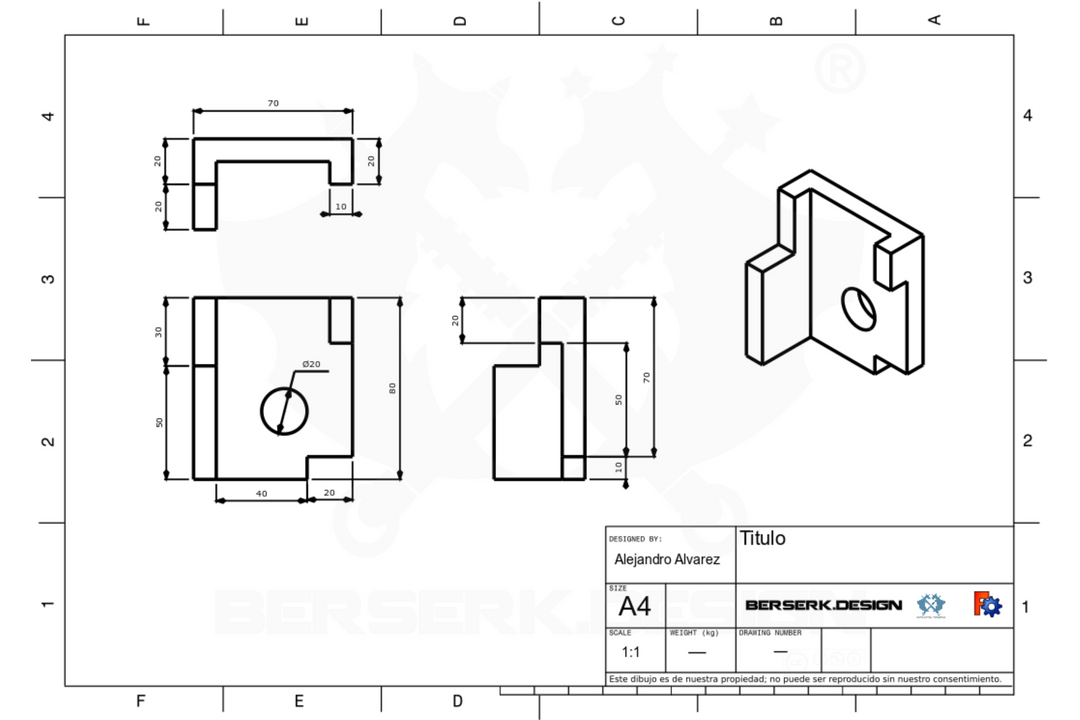 F E D C B A
®
4 4
70
20 20
20 10
3 3
30 20
Ø20
80 70
50 50
2 2
10
40 20
DESIGNED BY: Titulo
Alejandro Alvarez
SIZE
A4 BERSERK.DESIGN
1 1
BERSERK.DESIGN
SCALE WEIGHT (kg) DRAWING NUMBER
1:1 — —
Este dibujo es de nuestra propiedad; no puede ser reproducido sin nuestro consentimiento.
F E D